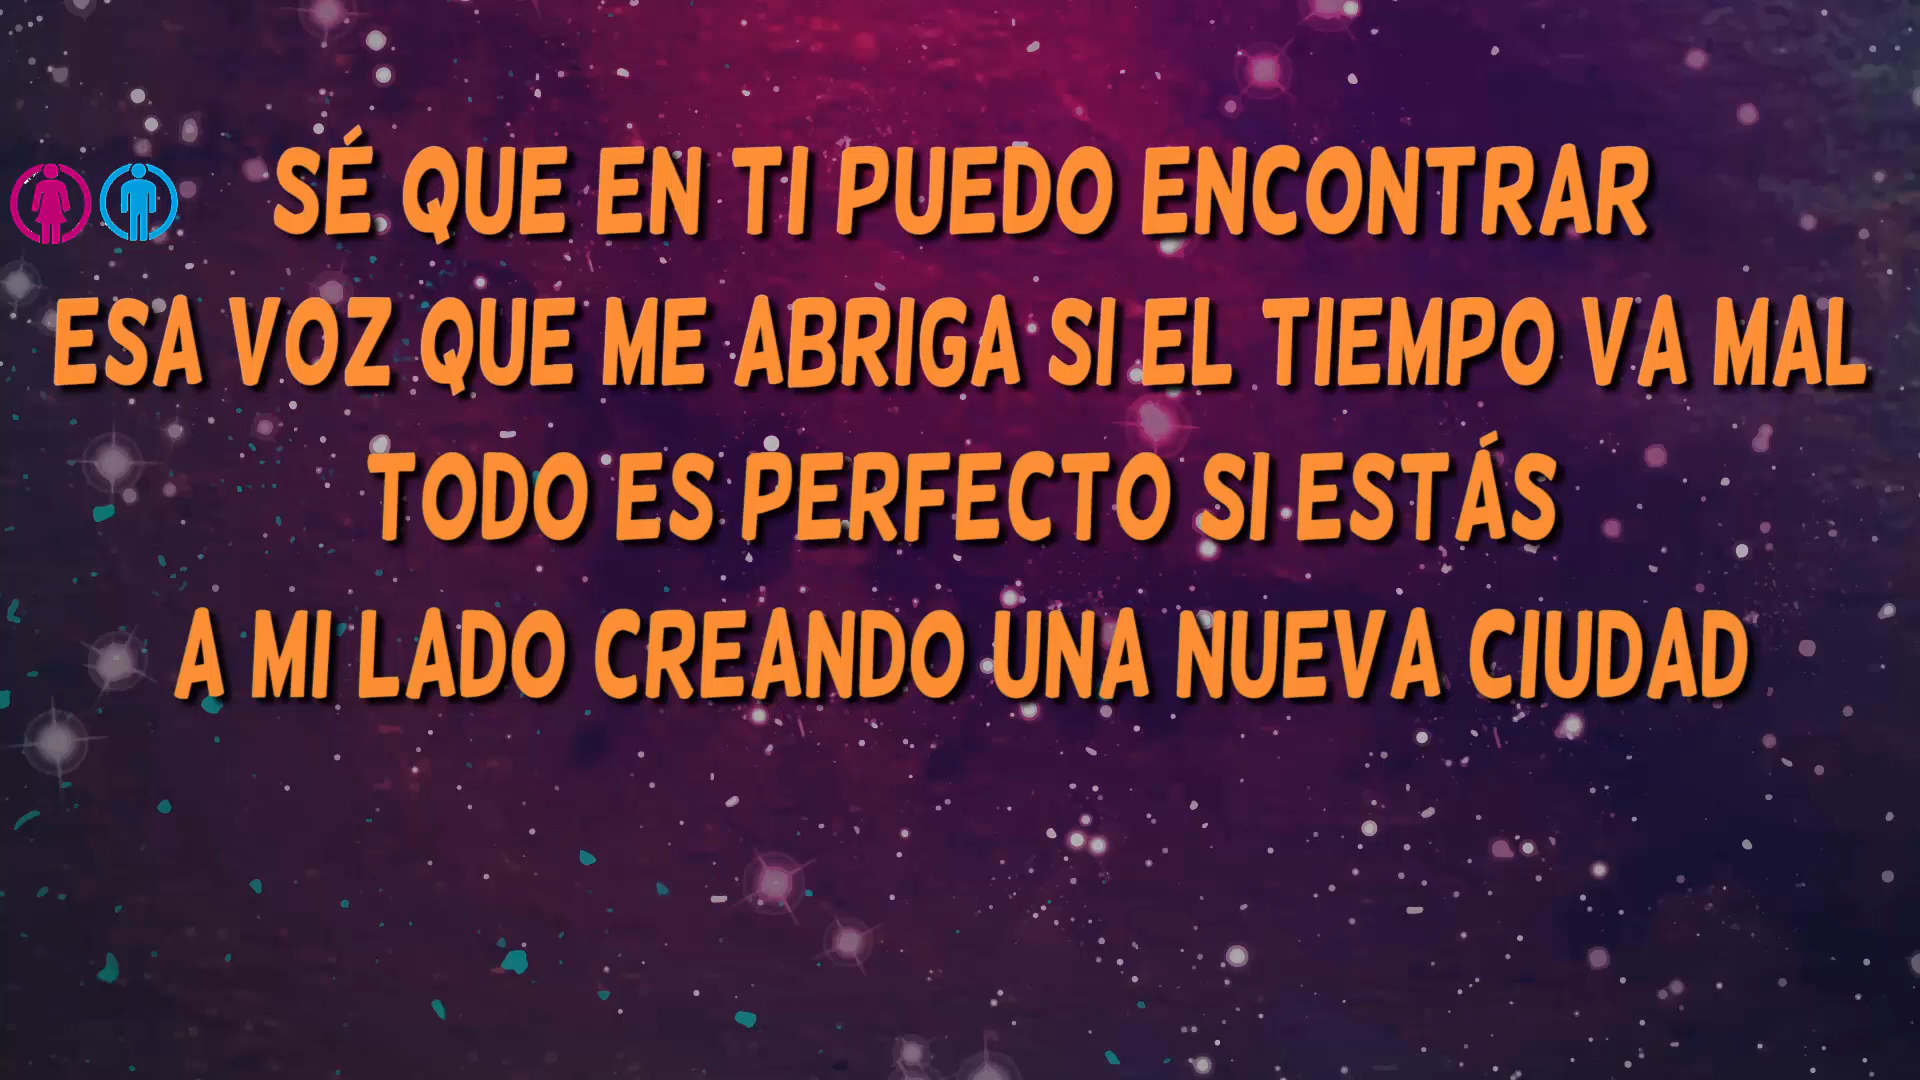 SÉ QUE EN TI PUEDO ENCONTRAR
ESA VOZ QUE ME ABRIGA SI EL TIEMPO VA MAL
TODO ES PERFECTO SI ESTÁS
A MI LADO CREANDO UNA NUEVA CIUDAD